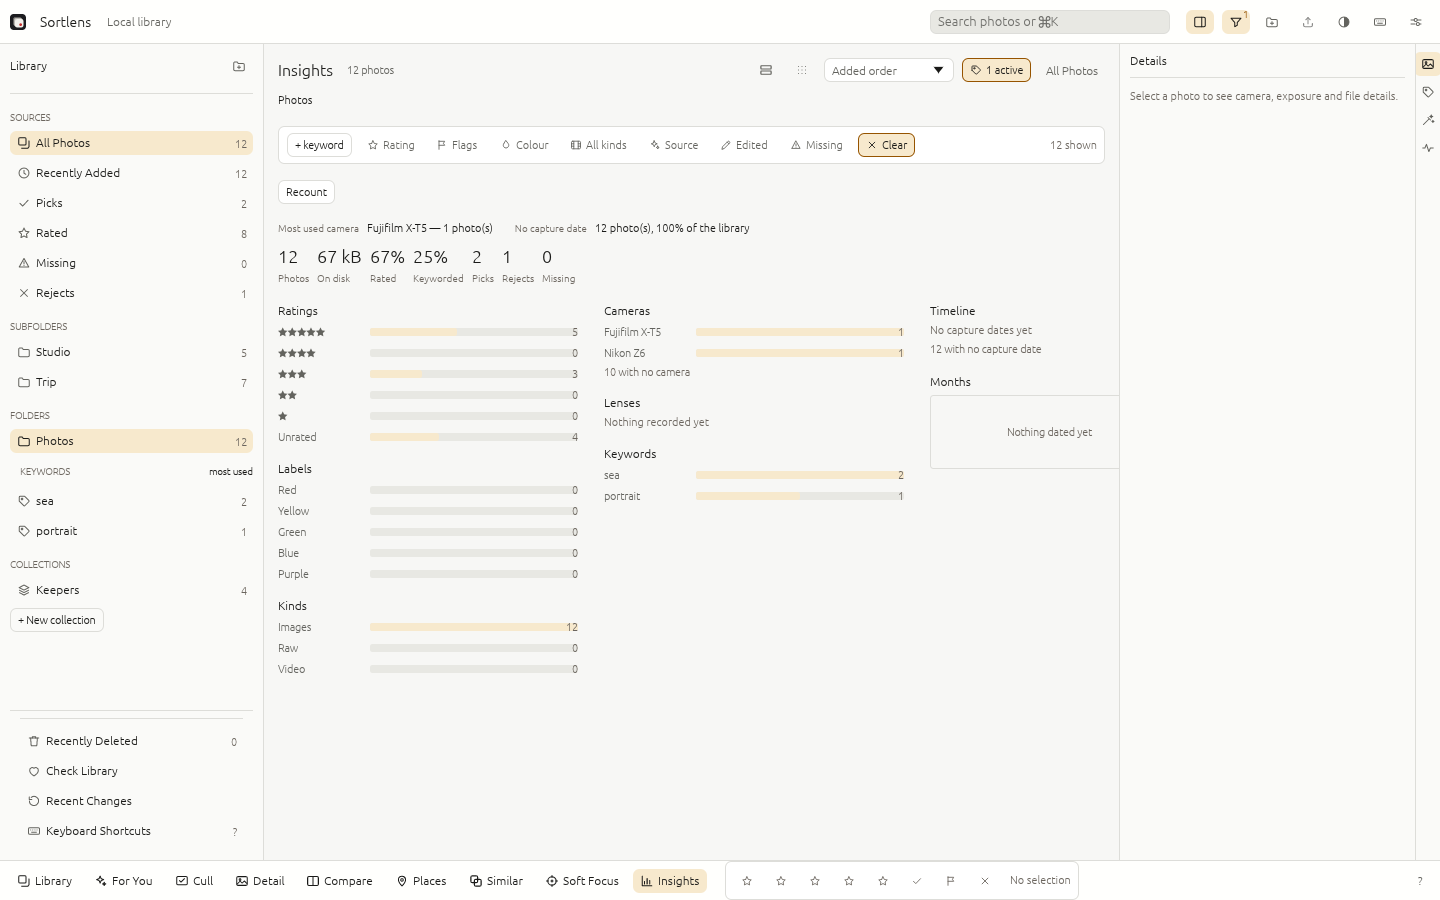 Sortlens Local library
Search photos or ⌘K
1
Library
SOURCES
All Photos 12
Recently Added 12
Picks 2
Rated 8
Missing 0
Rejects 1
SUBFOLDERS
Studio 5
Trip 7
FOLDERS
Photos 12
KEYWORDS most used
sea 2
portrait 1
COLLECTIONS
Keepers 4
+ New collection
Recently Deleted 0
Check Library
Recent Changes
Keyboard Shortcuts ?
Insights 12 photos
Added order
1 active
All Photos
Photos
+ keyword Rating Flags Colour All kinds Source Edited Missing Clear 12 shown
Recount
Most used camera Fujifilm X-T5 — 1 photo(s) No capture date 12 photo(s), 100% of the library
12 67 kB 67% 25% 2 1 0
Photos On disk Rated Keyworded Picks Rejects Missing
Ratings
★★★★★ 5
★★★★ 0
★★★ 3
★★ 0
★ 0
Unrated 4
Labels
Red 0
Yellow 0
Green 0
Blue 0
Purple 0
Kinds
Images 12
Raw 0
Video 0
Cameras
Fujifilm X-T5 1
Nikon Z6 1
10 with no camera
Lenses
Nothing recorded yet
Keywords
sea 2
portrait 1
Timeline
No capture dates yet
12 with no capture date
Months
Nothing dated yet
Details
Select a photo to see camera, exposure and file details.
Library For You Cull Detail Compare Places Similar Soft Focus Insights
No selection
?